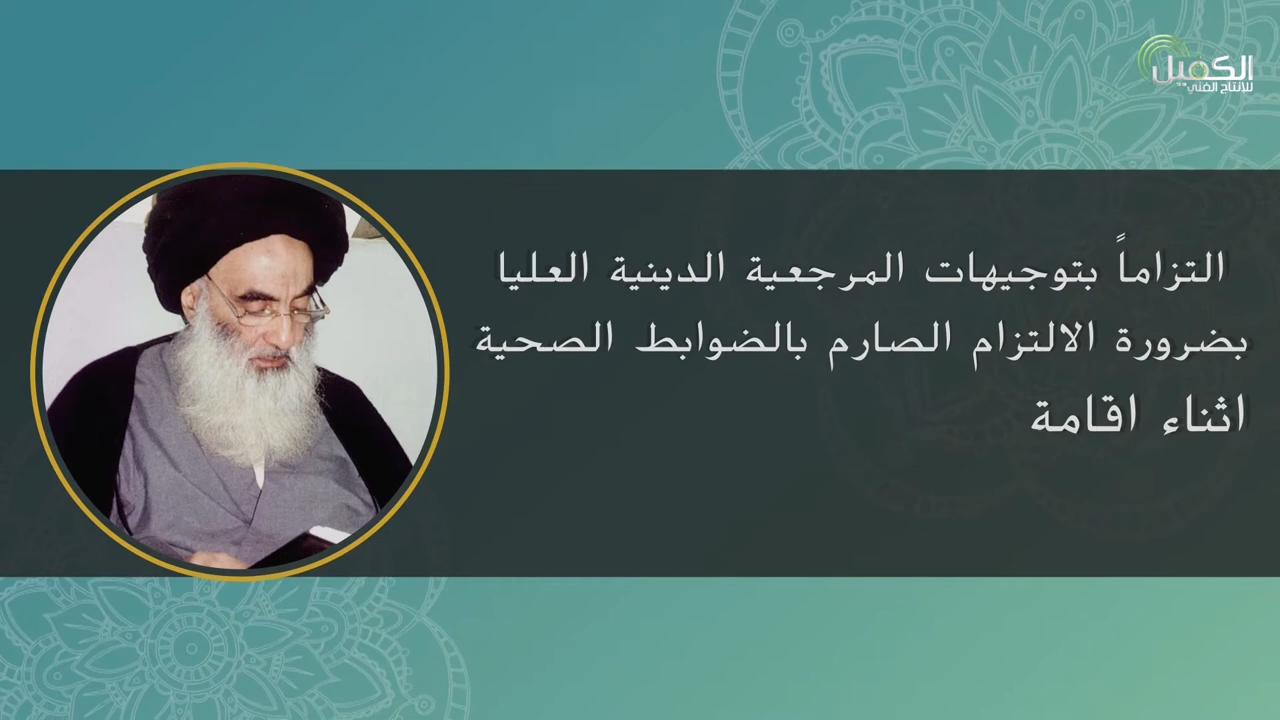 الكفيل
للإنتاج الفني
التزاماً بتوجيهات المرجعية الدينية العليا
بضرورة الالتزام الصارم بالضوابط الصحية
اثناء اقامة